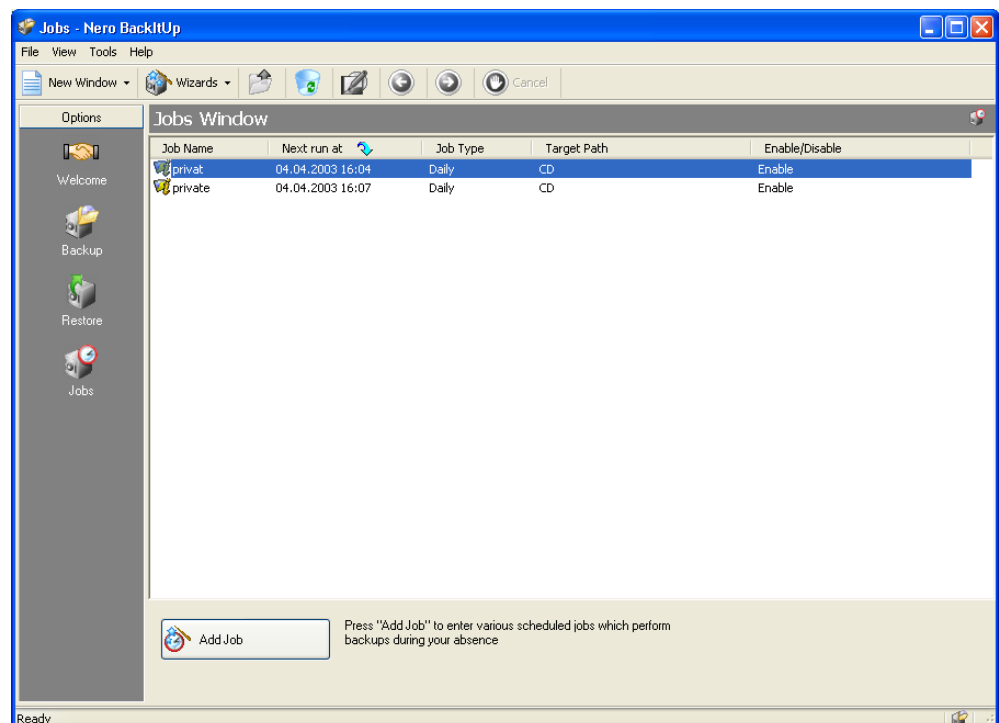 Jobs - Nero BackItUp
File View Tools Help
New Window Wizards Cancel
Options Jobs Window
Job Name Next run at Job Type Target Path Enable/Disable
privat 04.04.2003 16:04 Daily CD Enable
private 04.04.2003 16:07 Daily CD Enable
Welcome
Backup
Restore
Jobs
Add Job
Press "Add Job" to enter various scheduled jobs which perform
backups during your absence
Ready